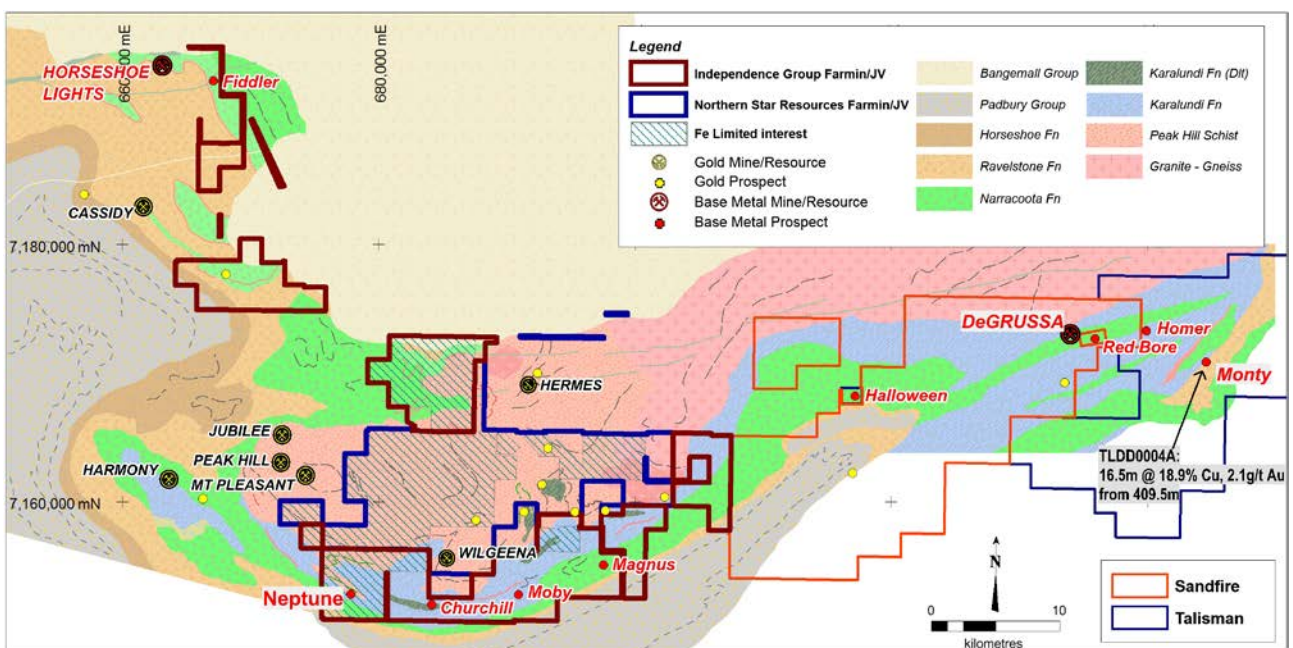 660,000 mE
680,000 mE
HORSESHOE
LIGHTS
Fiddler
CASSIDY
7,180,000 mN
Legend
Independence Group Farmin/JV
Northern Star Resources Farmin/JV
Fe Limited interest
Gold Mine/Resource
Gold Prospect
Base Metal Mine/Resource
Base Metal Prospect
Bangemall Group
Padbury Group
Horseshoe Fn
Ravelstone Fn
Narracoota Fn
Karalundi Fn (Dlt)
Karalundi Fn
Peak Hill Schist
Granite - Gneiss
DeGRUSSA
Homer
Red Bore
Monty
HERMES
Halloween
JUBILEE
PEAK HILL
HARMONY
MT PLEASANT
TLDD0004A:
16.5m @ 18.9% Cu, 2.1g/t Au
from 409.5m
7,160,000 mN
WILGEENA
Magnus
Neptune
Moby
Churchill
N
0 10
kilometres
Sandfire
Talisman